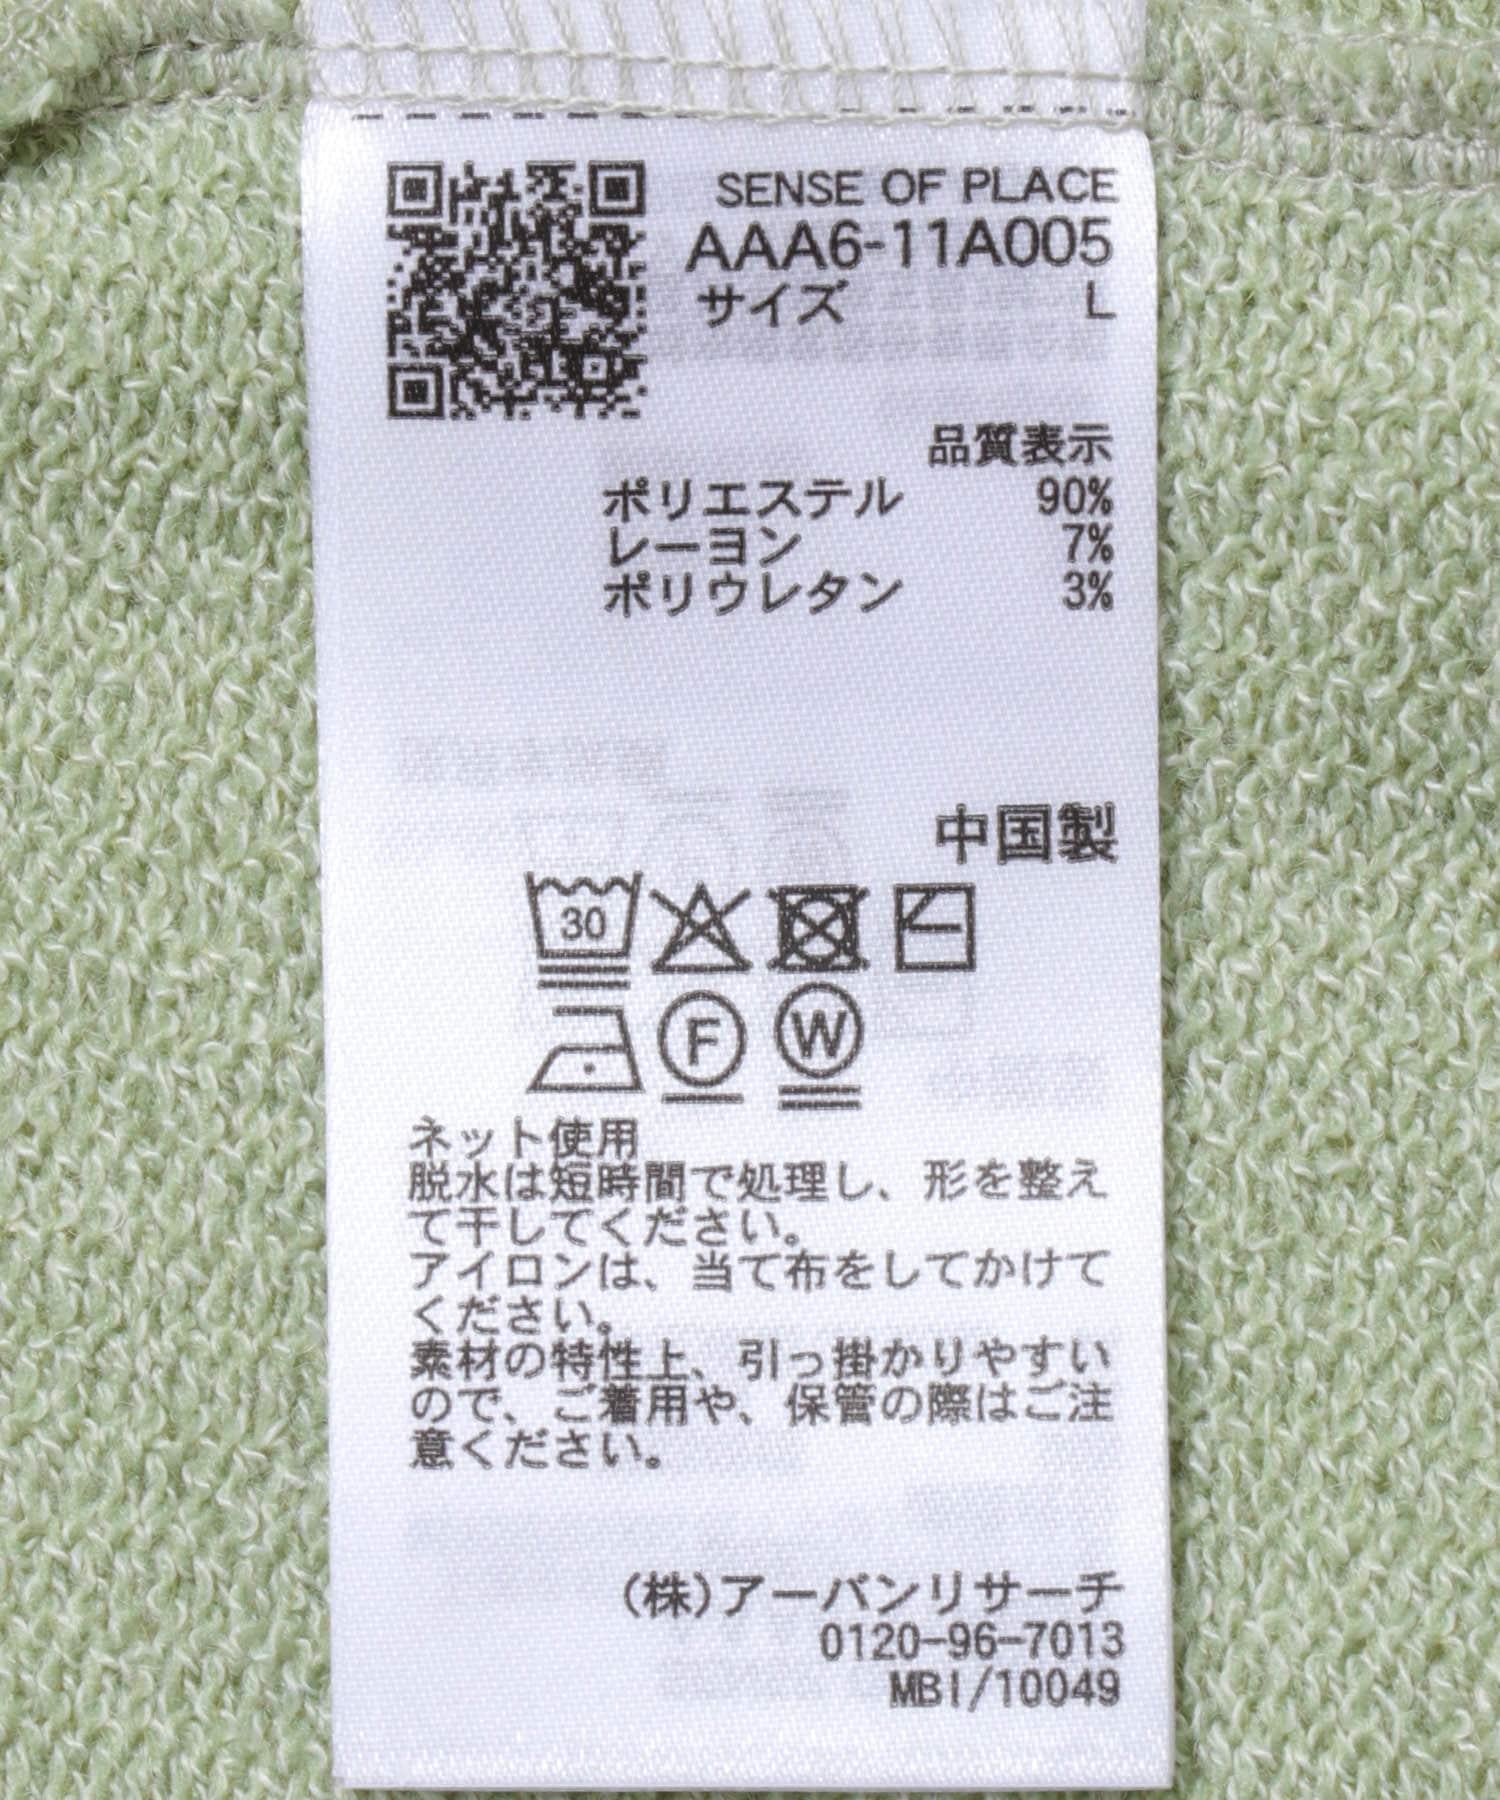 SENSE OF PLACE
AAA6-11A005
サイズ L
品質表示
ポリエステル 90%
レーヨン 7%
ポリウレタン 3%
中国製
30
F W
ネット使用
脱水は短時間で処理し、形を整え
て干してください。
アイロンは、当て布をしてかけて
ください。
素材の特性上、引っ掛かりやすい
ので、ご着用や、保管の際はご注
意ください。
(株)アーバンリサーチ
0120-96-7013
MBI/10049